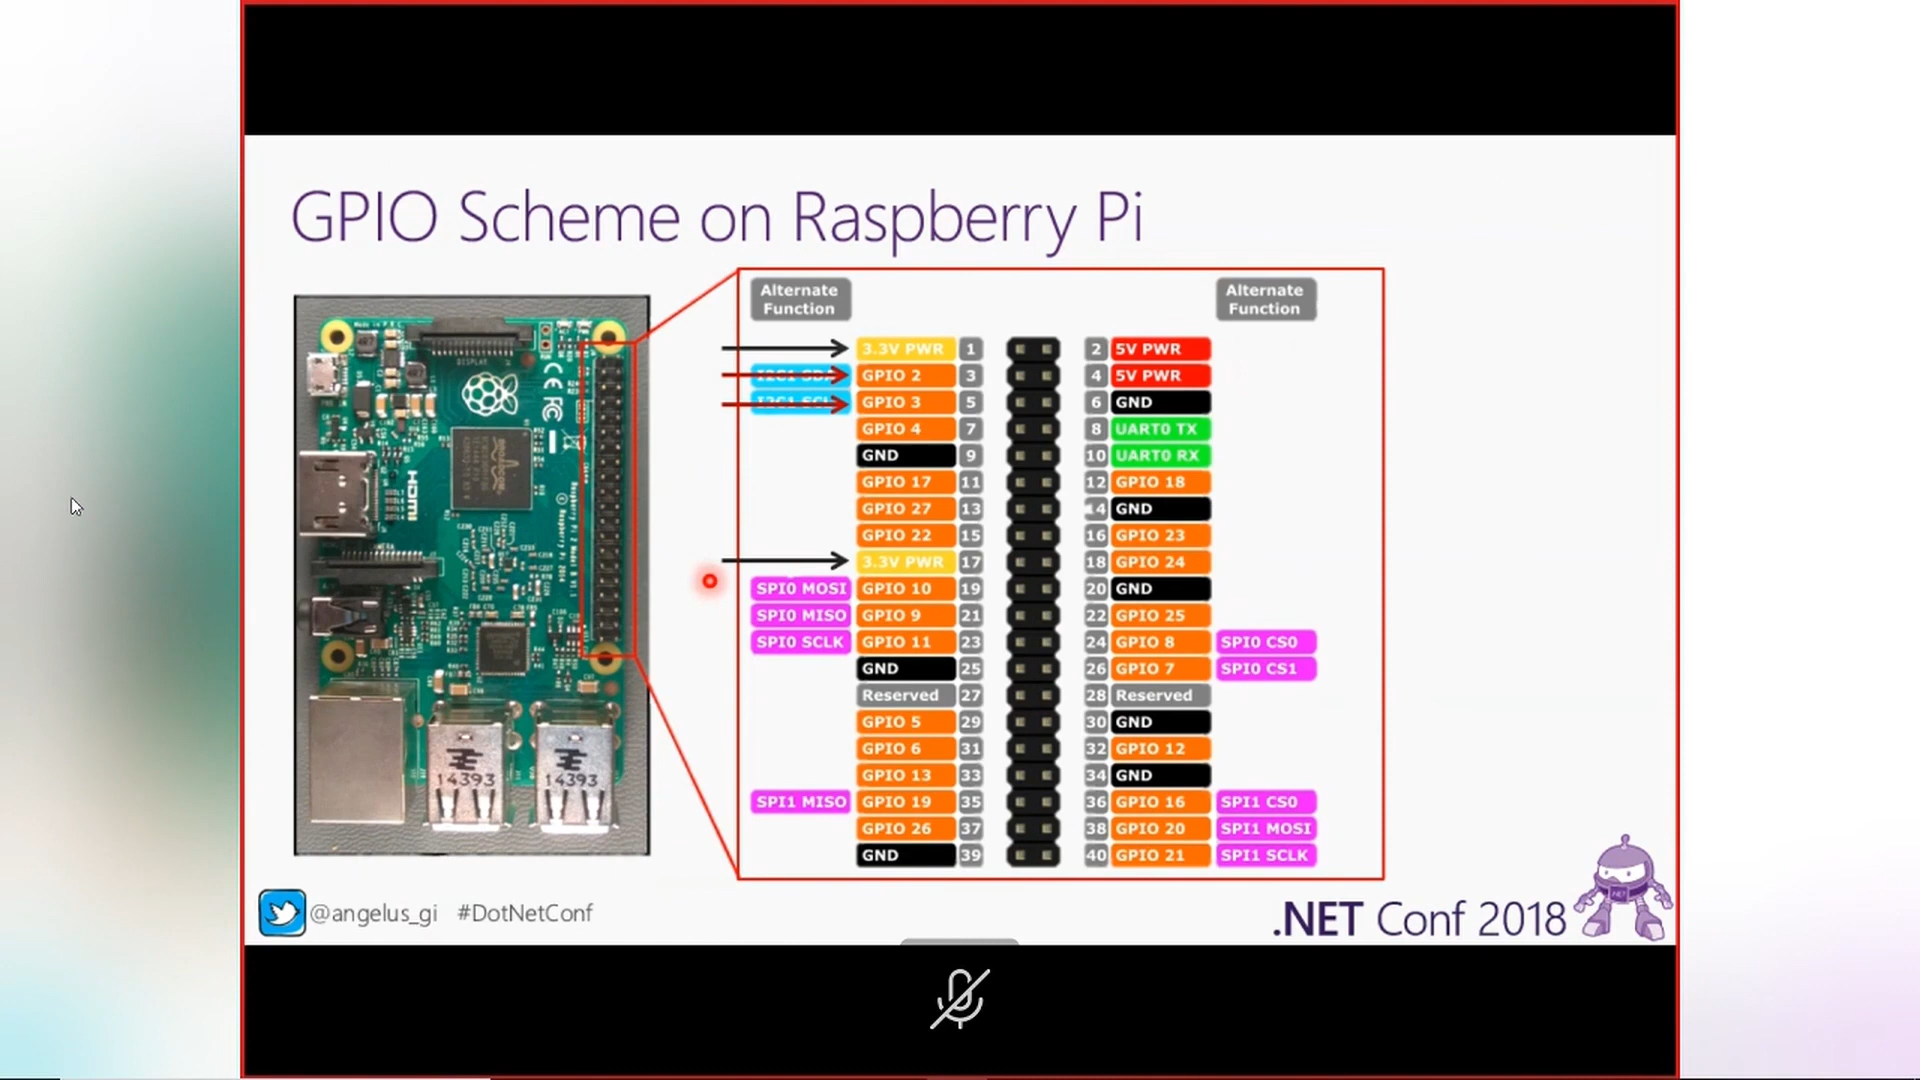 GPIO Scheme on Raspberry Pi
Alternate
Function
Alternate
Function
3.3V PWR 1 2 5V PWR
GPIO 2 3 4 5V PWR
GPIO 3 5 6 GND
GPIO 4 7 8 UART0 TX
GND 9 10 UART0 RX
GPIO 17 11 12 GPIO 18
GPIO 27 13 14 GND
GPIO 22 15 16 GPIO 23
3.3V PWR 17 18 GPIO 24
SPI0 MOSI GPIO 10 19 20 GND
SPI0 MISO GPIO 9 21 22 GPIO 25
SPI0 SCLK GPIO 11 23 24 GPIO 8 SPI0 CS0
GND 25 26 GPIO 7 SPI0 CS1
Reserved 27 28 Reserved
GPIO 5 29 30 GND
GPIO 6 31 32 GPIO 12
GPIO 13 33 34 GND
SPI1 MISO GPIO 19 35 36 GPIO 16 SPI1 CS0
GPIO 26 37 38 GPIO 20 SPI1 MOSI
GND 39 40 GPIO 21 SPI1 SCLK
DISPLAY
HDMI
14393
14393
@angelus_gi #DotNetConf
.NET Conf 2018